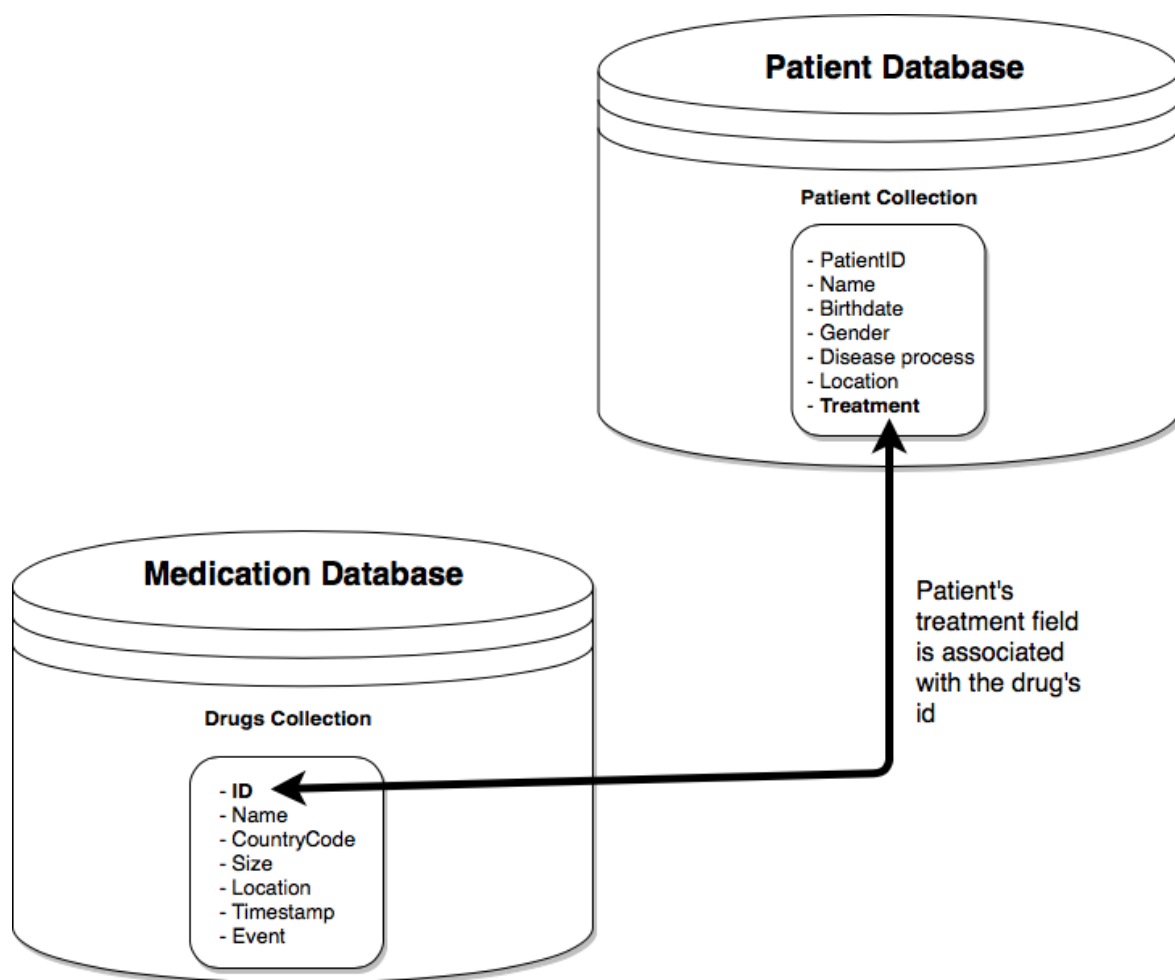 Patient Database
Patient Collection
- PatientID
- Name
- Birthdate
- Gender
- Disease process
- Location
- Treatment
Medication Database
Drugs Collection
- ID
- Name
- CountryCode
- Size
- Location
- Timestamp
- Event
Patient's
treatment field
is associated
with the drug's
id